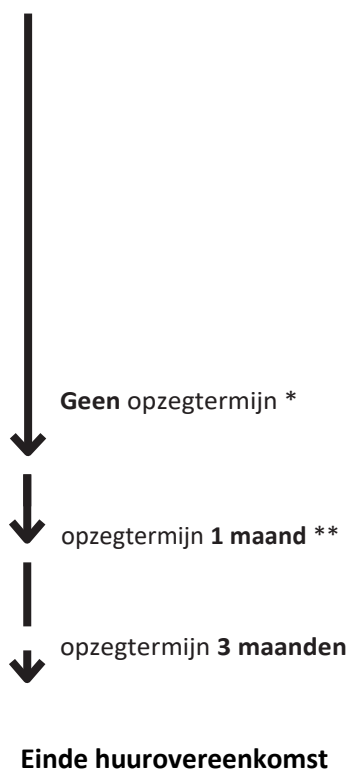 Geen opzegtermijn *
opzegtermijn 1 maand **
opzegtermijn 3 maanden
Einde huurovereenkomst